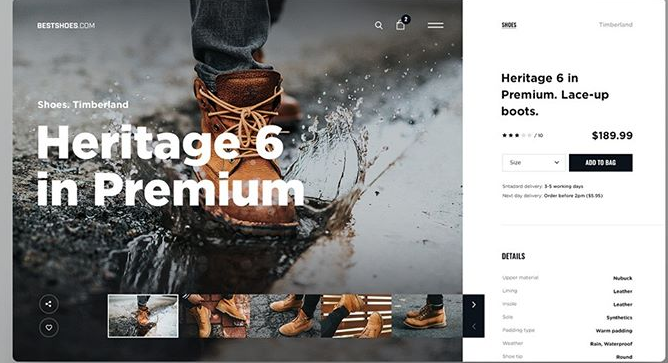 BESTSHOES.COM
2
Shoes. Timberland
Heritage 6
in Premium
SHOES
Timberland
Heritage 6 in
Premium. Lace-up
boots.
/ 10
$189.99
Size
ADD TO BAG
delivery: 3-5 working days
Next day delivery: Order before 2pm ($5.95)
DETAILS
Upper material Nubuck
Lining Leather
Insole Leather
Sole Synthetics
Padding type Warm padding
Weather Rain, Waterproof
Shoe tip Round